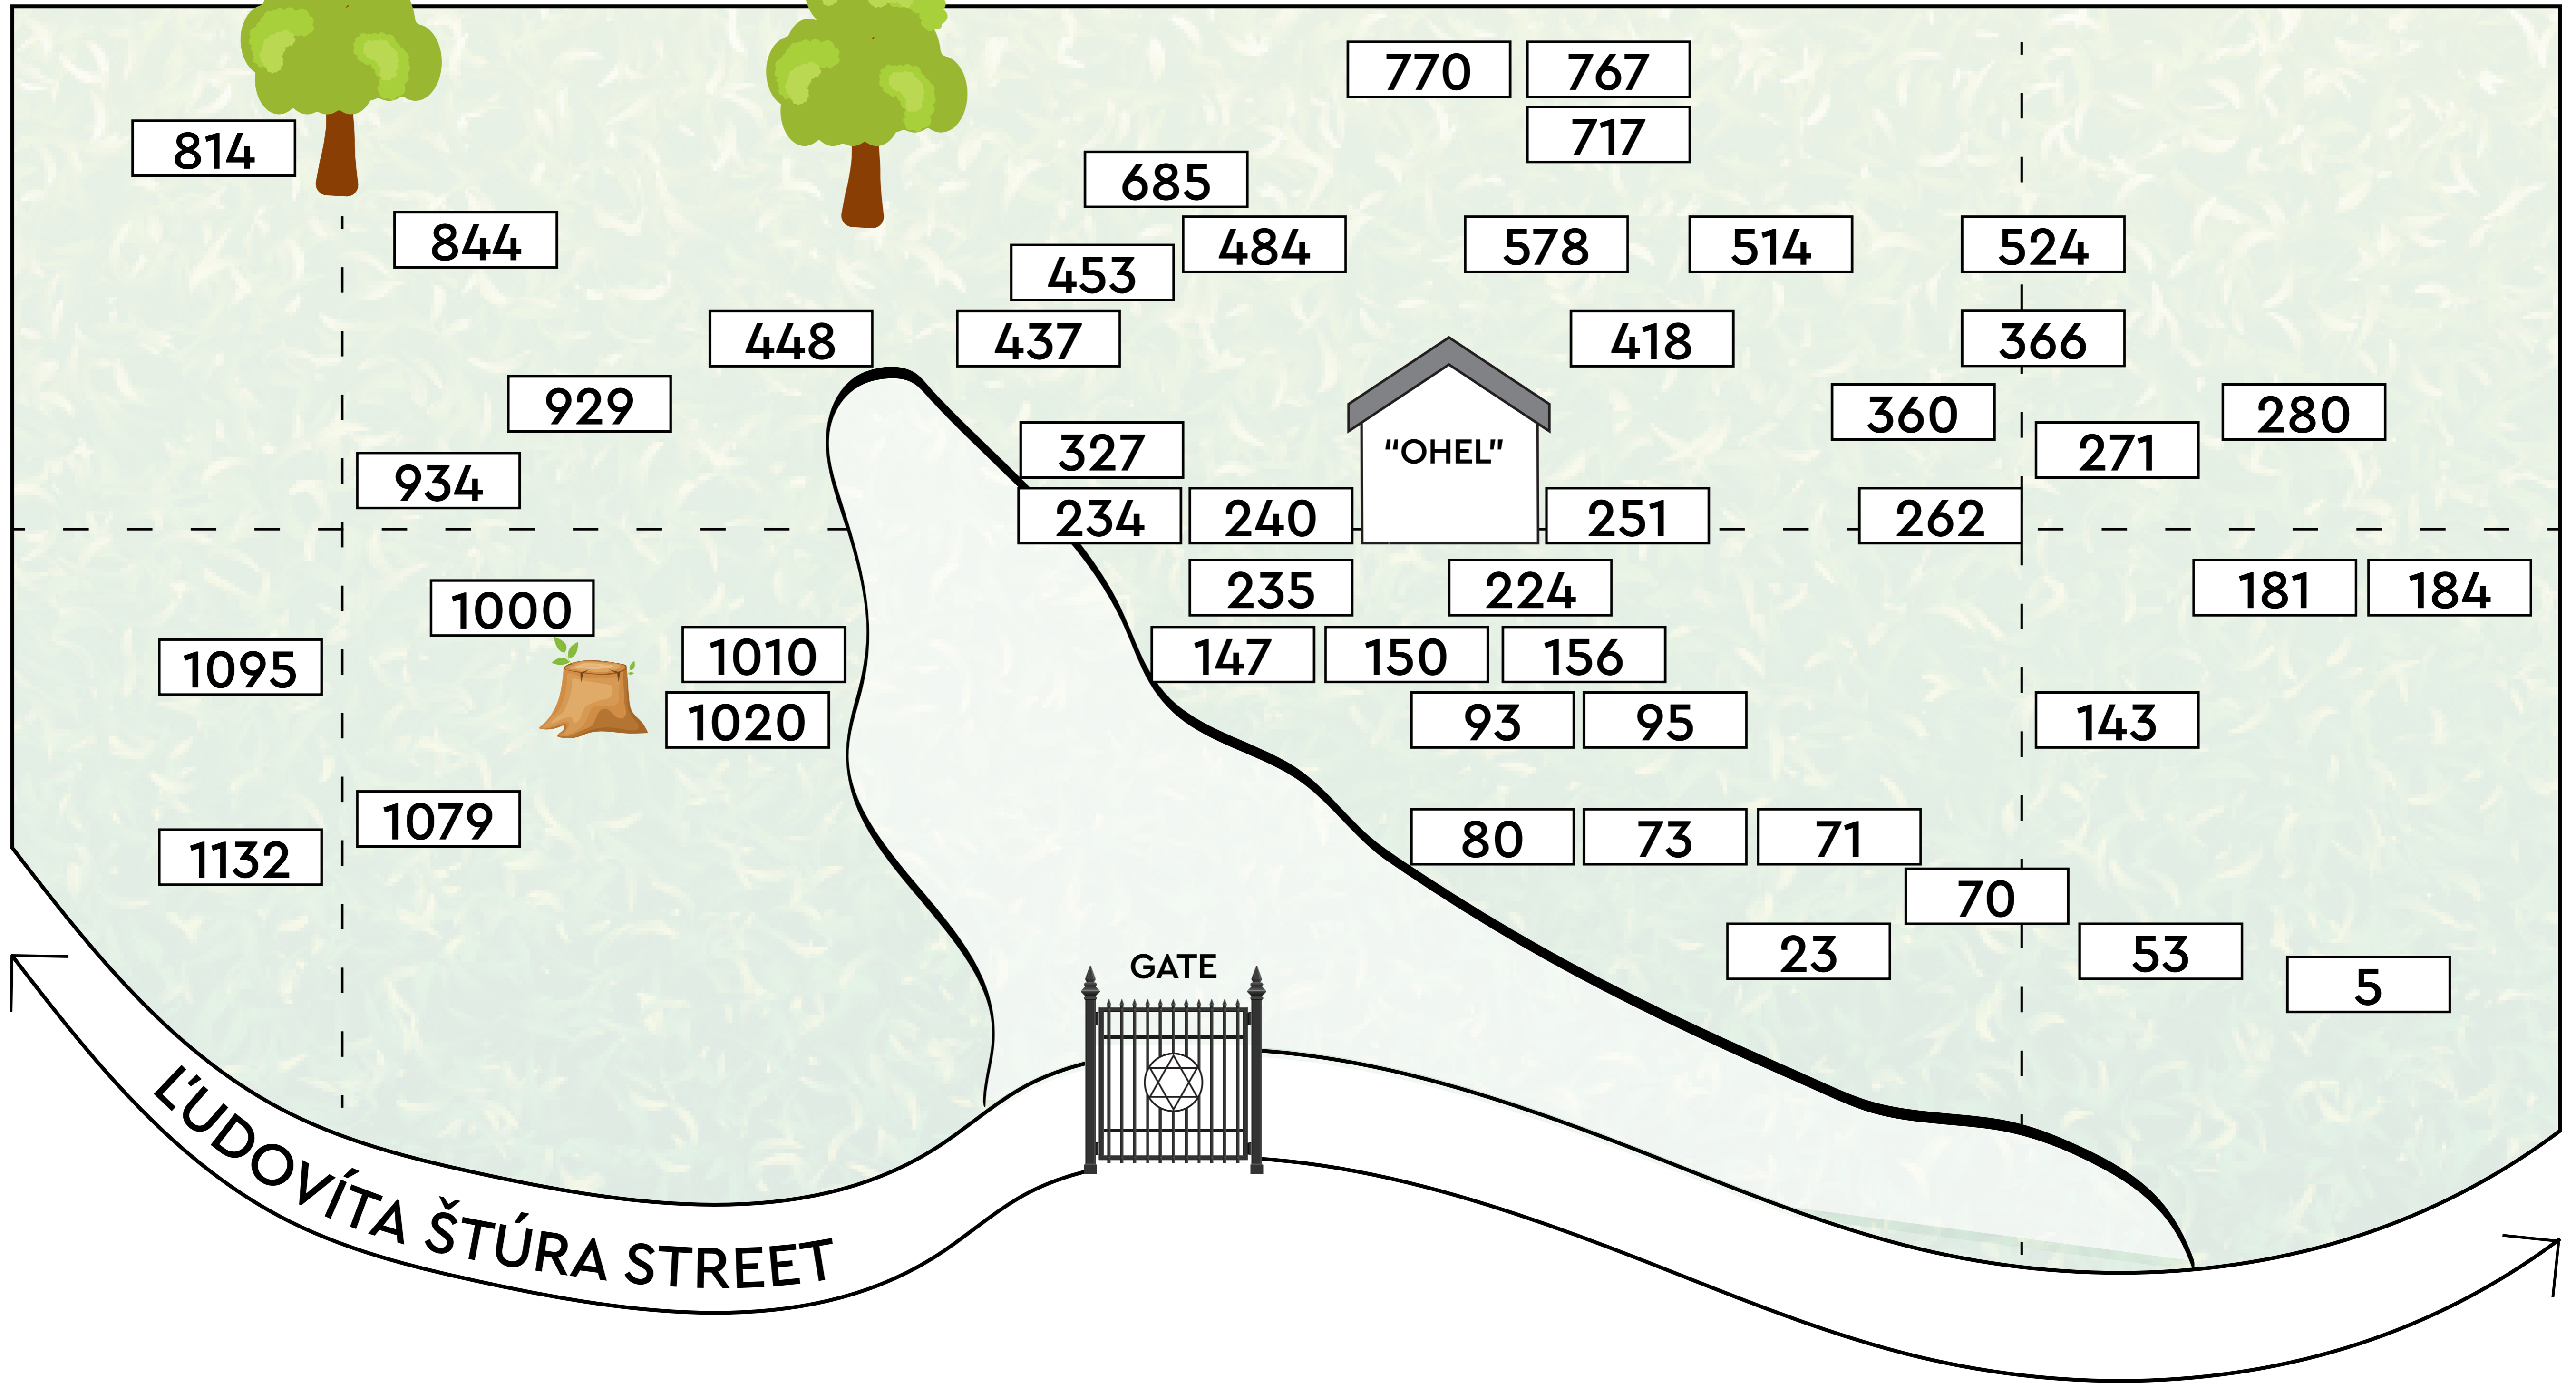 770 767
717
814
685
844 484 578 514 524
453
448 437 418 366
929 360 280
327 "OHEL" 271
934
234 240 251 262
235 224 181 184
1000
1095 1010 147 150 156
1020 93 95 143
1079 80 73 71
1132
70
23 53
GATE
5
ĽUDOVÍTA ŠTÚRA STREET